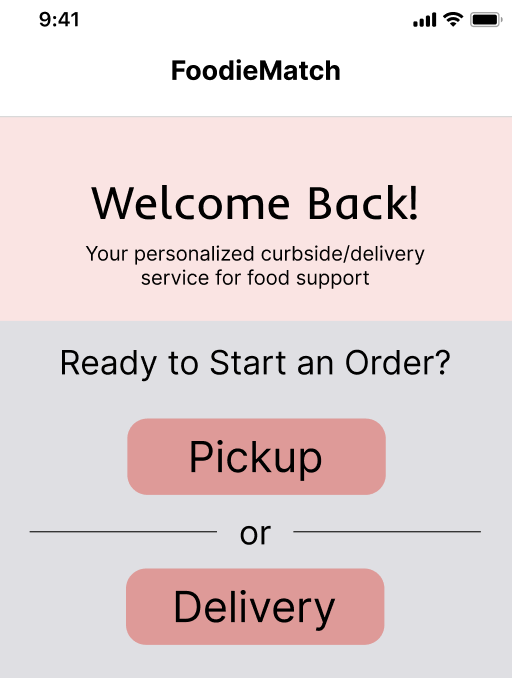 9:41
FoodieMatch
Welcome Back!
Your personalized curbside/delivery
service for food support
Ready to Start an Order?
Pickup
or
Delivery